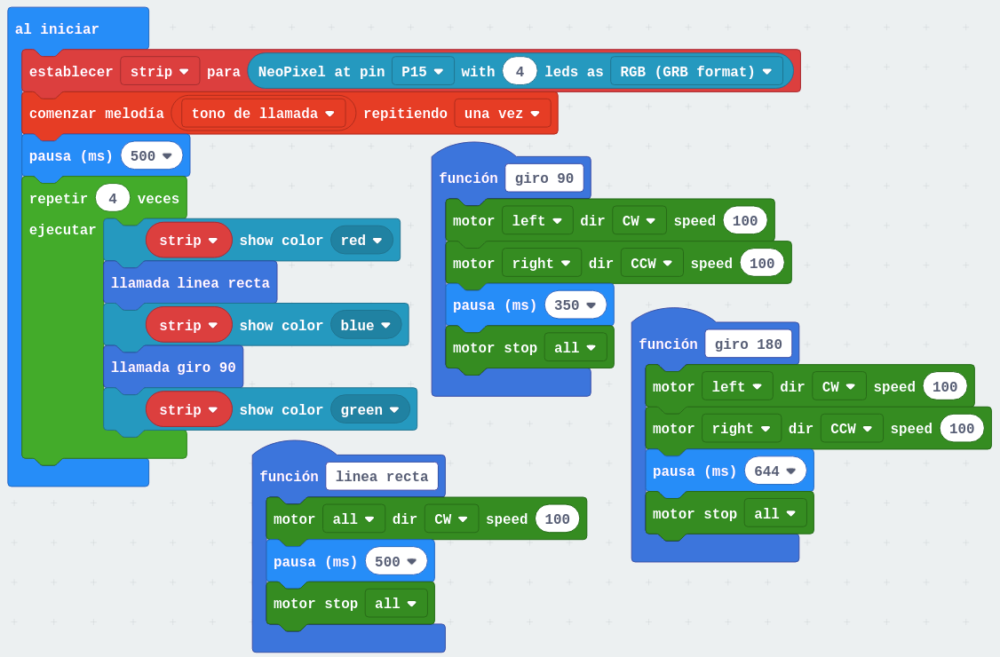 al iniciar
establecer strip para NeoPixel at pin P15 with 4 leds as RGB (GRB format)
comenzar melodía tono de llamada repitiendo una vez
pausa (ms) 500
repetir 4 veces
ejecutar
strip show color red
llamada linea recta
strip show color blue
llamada giro 90
strip show color green
función giro 90
motor left dir CW speed 100
motor right dir CCW speed 100
pausa (ms) 350
motor stop all
función giro 180
motor left dir CW speed 100
motor right dir CCW speed 100
pausa (ms) 644
motor stop all
función linea recta
motor all dir CW speed 100
pausa (ms) 500
motor stop all